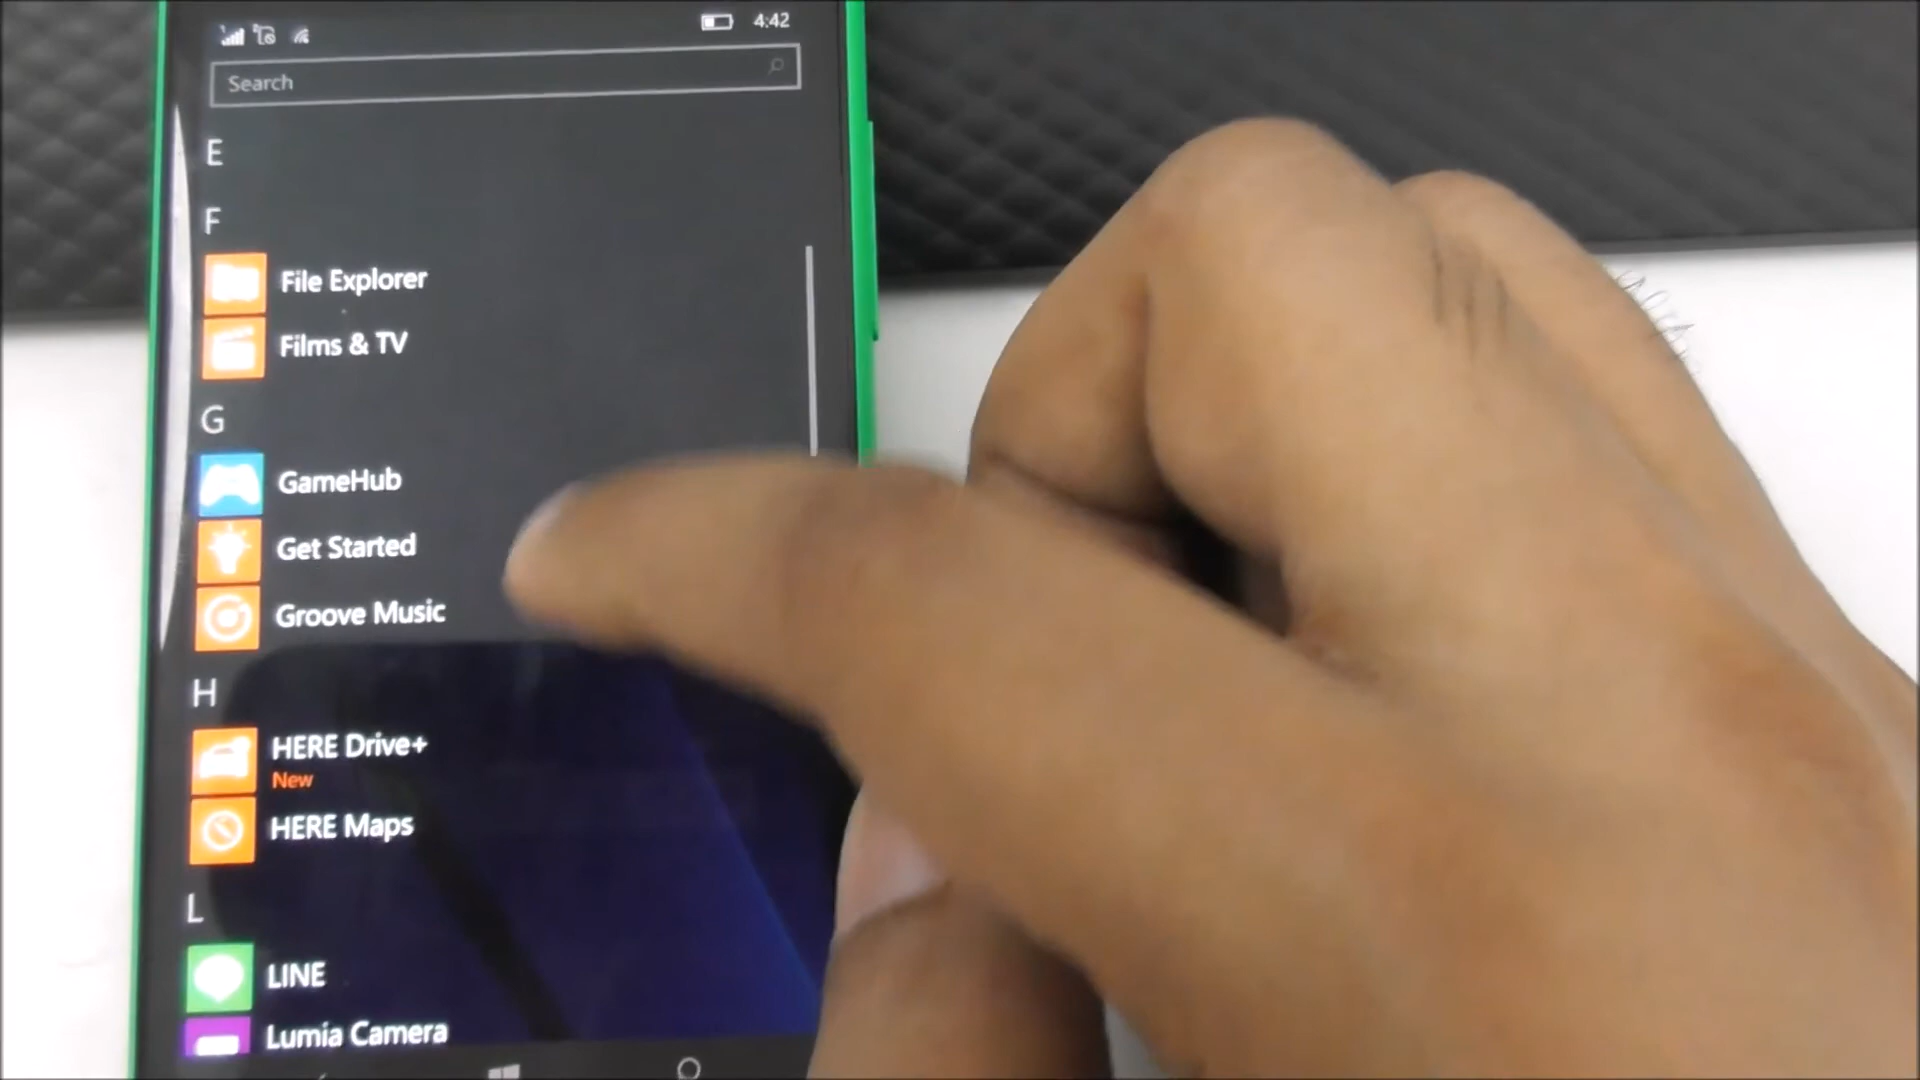 4:42
Search
E
F
File Explorer
Films & TV
G
GameHub
Get Started
Groove Music
H
HERE Drive+
New
HERE Maps
L
LINE
Lumia Camera